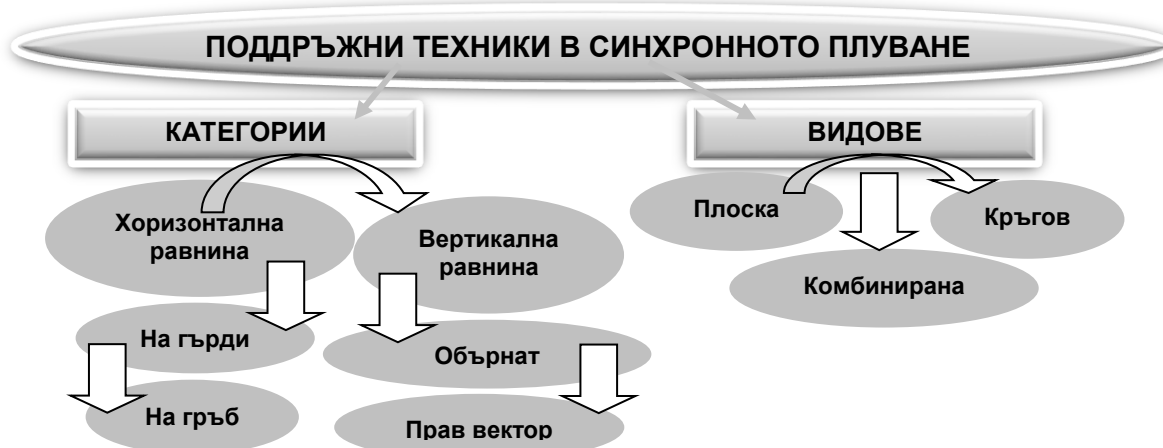 ПОДДРЪЖНИ ТЕХНИКИ В СИНХРОННОТО ПЛУВАНЕ
КАТЕГОРИИ
ВИДОВЕ
Хоризонтална
равнина
Вертикална
равнина
Плоска
Кръгов
Комбинирана
На гърди
Обърнат
На гръб
Прав вектор